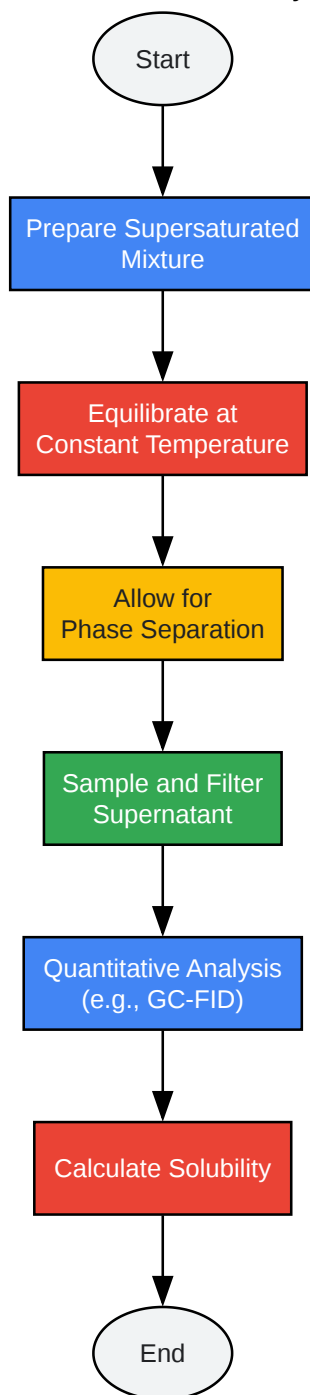 Start
Prepare Supersaturated
Mixture
Equilibrate at
Constant Temperature
Allow for
Phase Separation
Sample and Filter
Supernatant
Quantitative Analysis
(e.g., GC-FID)
Calculate Solubility
End